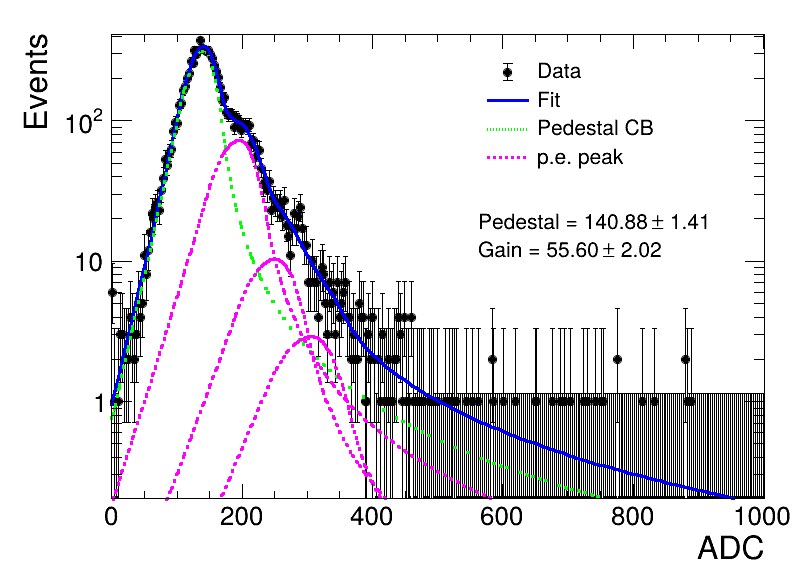 Events
10²
10
1
Data
Fit
Pedestal CB
p.e. peak
Pedestal = 140.88 ± 1.41
Gain = 55.60 ± 2.02
0 200 400 600 800 1000
ADC